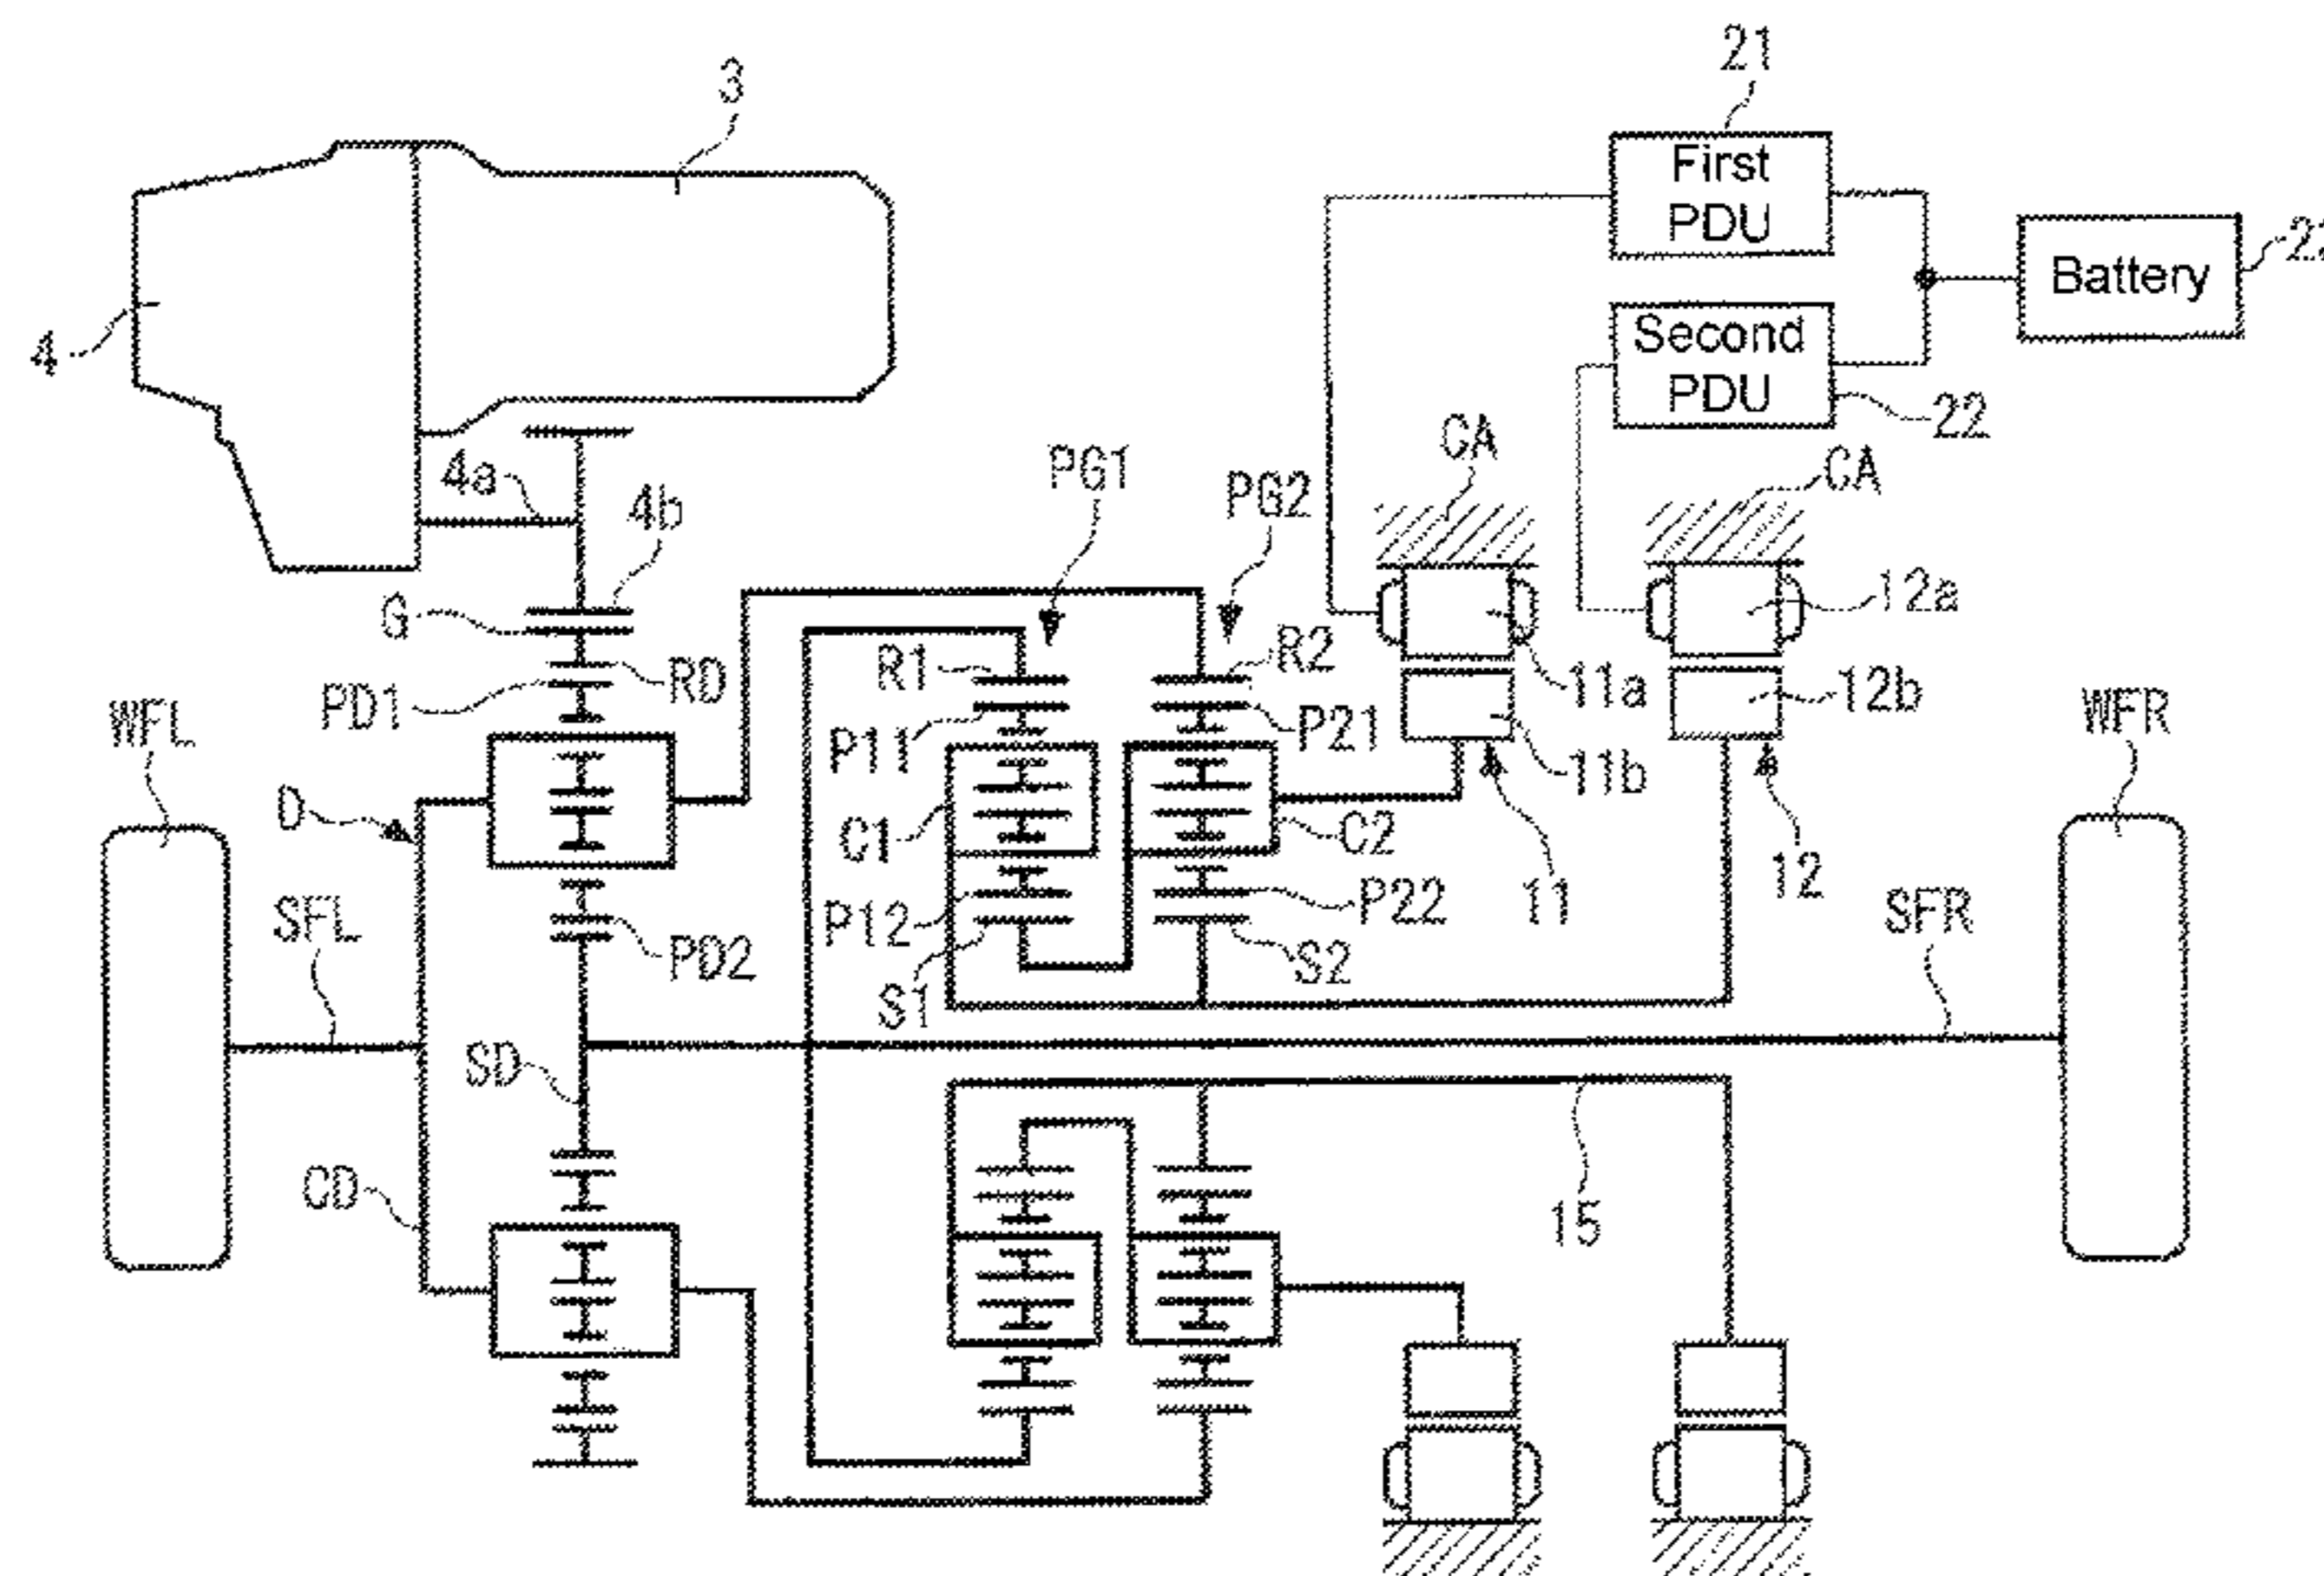 21
3
First
PDU
Battery
4
Second
PDU
22
CA
CA
4a
4b
PG1
PG2
G
12a
R1
R2
RD
11a
PD1
12b
WFL
P11
P21
WFR
11b
D
C1
C2
12
P12
P22
11
SFL
SFR
PD2
S1
S2
SD
CD
15